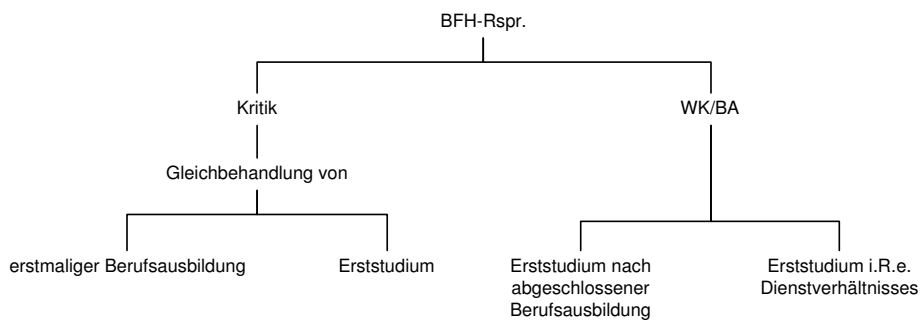 BFH-Rspr.
Kritik
WK/BA
Gleichbehandlung von
erstmaliger Berufsausbildung
Erststudium
Erststudium nach
abgeschlossener
Berufsausbildung
Erststudium i.R.e.
Dienstverhältnisses